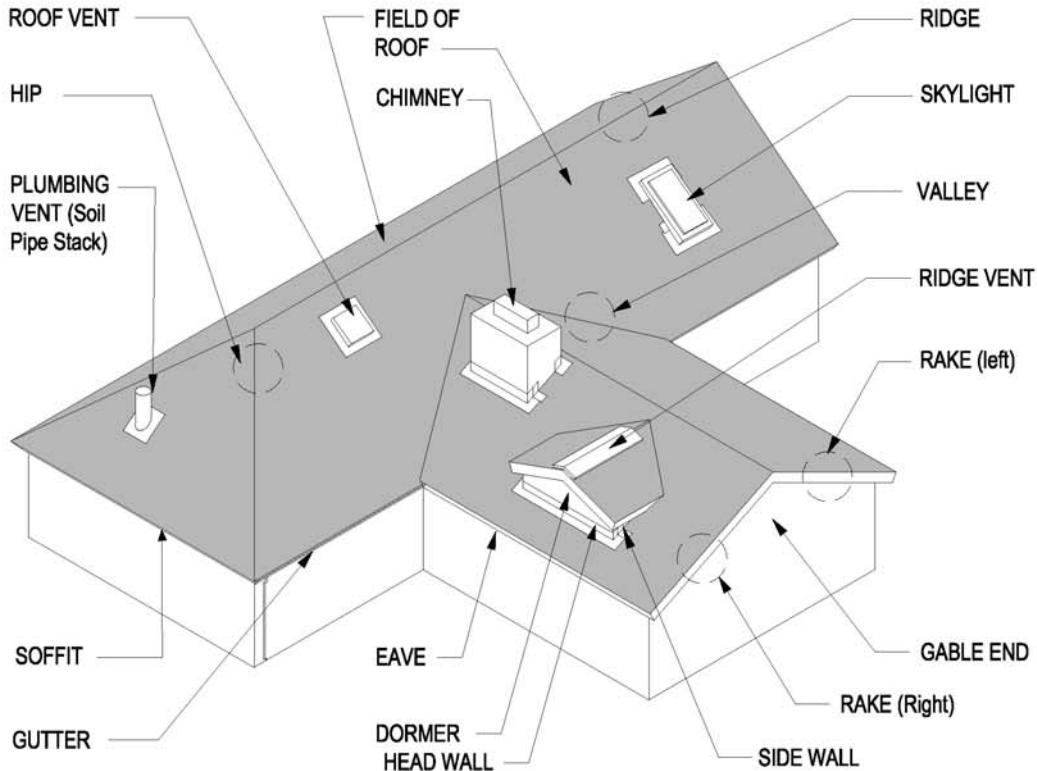 ROOF VENT
HIP
PLUMBING
VENT (Soil
Pipe Stack)
SOFFIT
GUTTER
FIELD OF
ROOF
CHIMNEY
EAVE
DORMER
HEAD WALL
RIDGE
SKYLIGHT
VALLEY
RIDGE VENT
RAKE (left)
GABLE END
RAKE (Right)
SIDE WALL